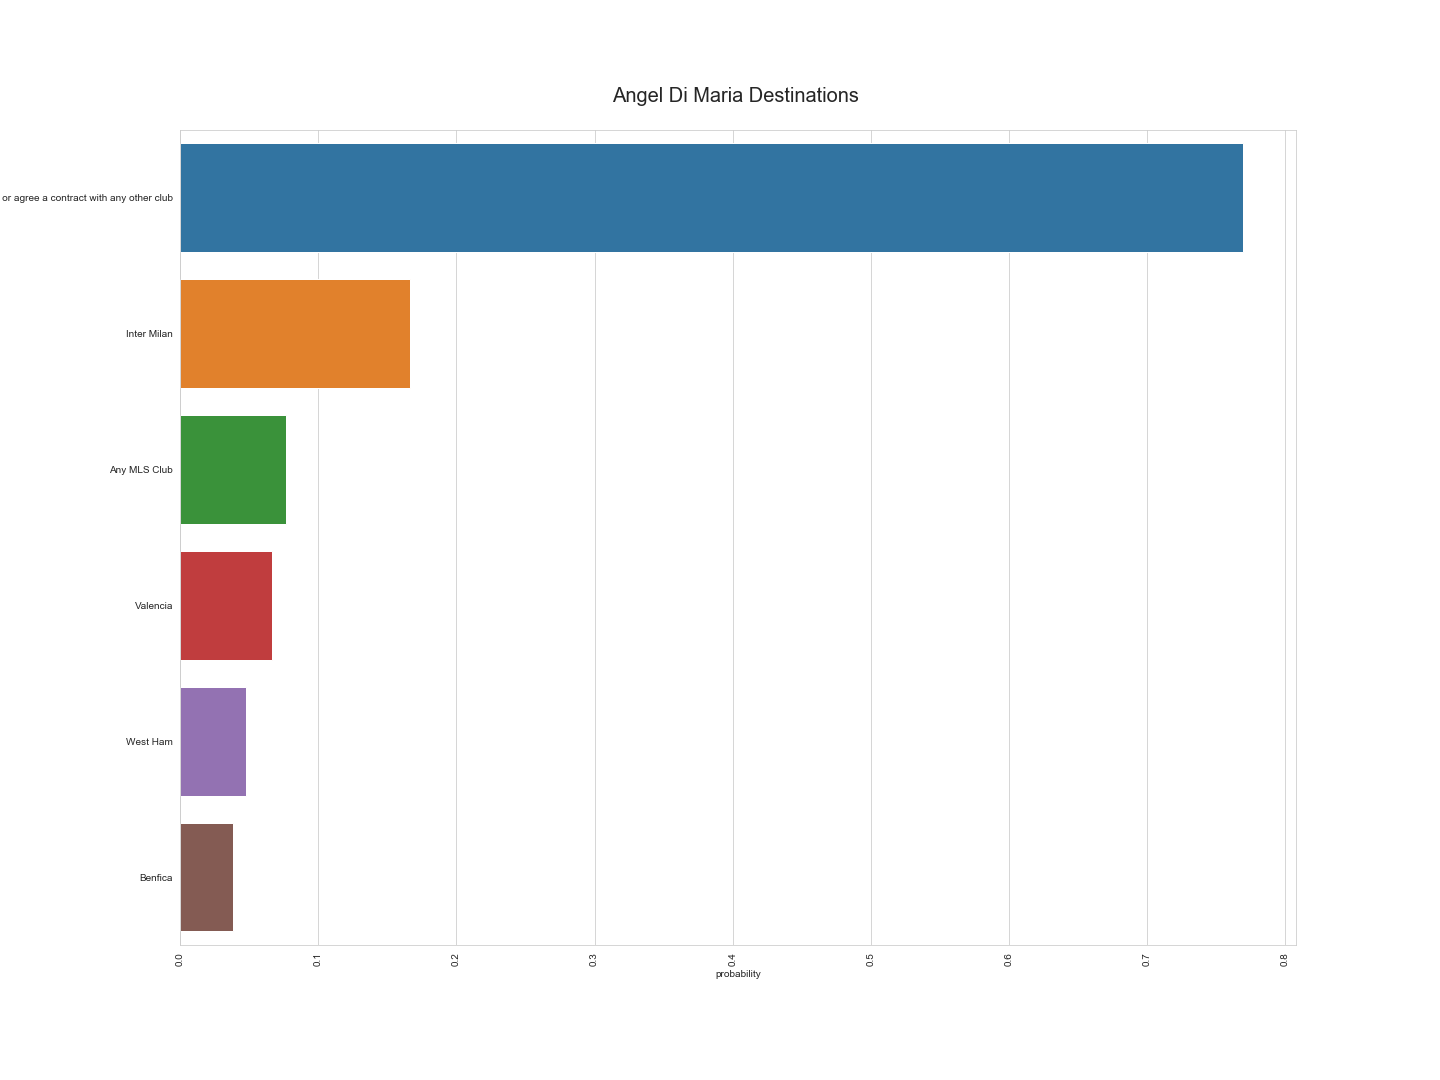 Angel Di Maria Destinations
or agree a contract with any other club
Inter Milan
Any MLS Club
Valencia
West Ham
Benfica
0.0
0.1
0.2
0.3
0.4
0.5
0.6
0.7
0.8
probability